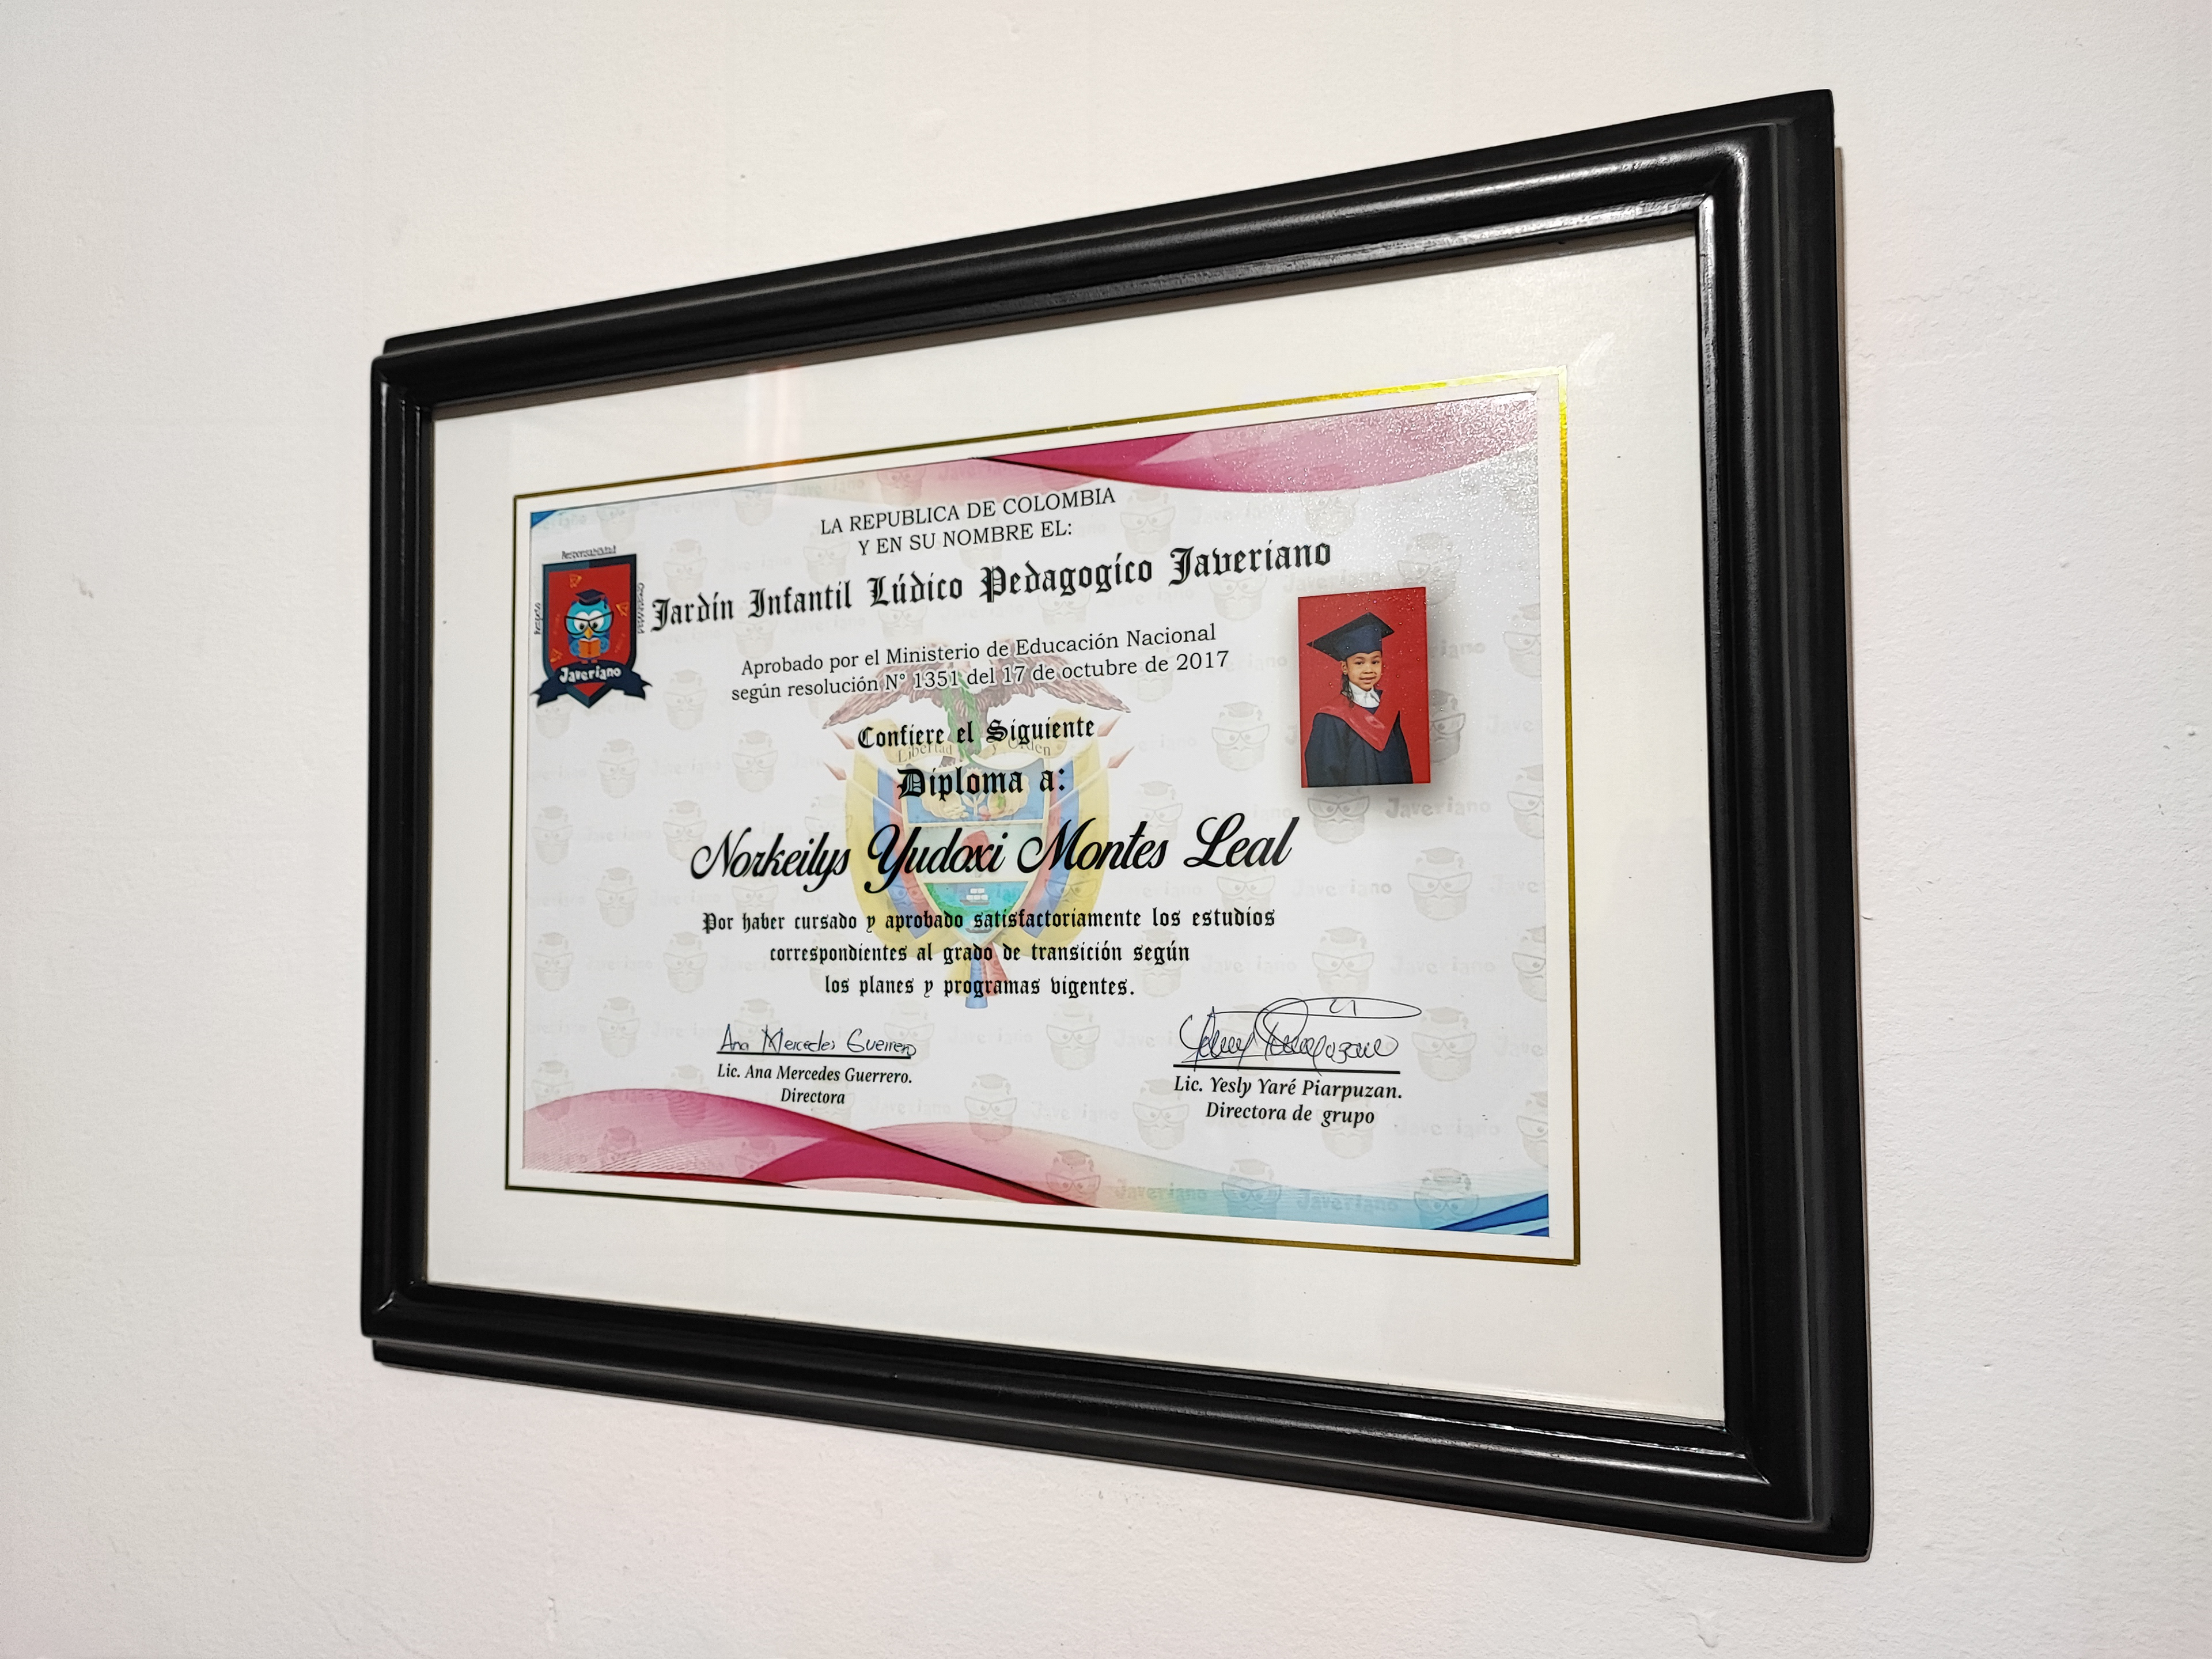 LA REPUBLICA DE COLOMBIA
Y EN SU NOMBRE EL:
Responsabilidad
Respeto
Javeriano
Jardín Infantil Lúdico Pedagogíco Javeriano
Aprobado por el Ministerio de Educación Nacional
según resolución N° 1351 del 17 de octubre de 2017
Confiere el Siguiente
Libertad y Orden
Diploma a:
Norkeilys Yudoxi Montes Leal
Por haber cursado y aprobado satisfactoriamente los estudios
correspondientes al grado de transición según
los planes y programas vigentes.
Ana Mercedes Guerrero
Lic. Ana Mercedes Guerrero.
Directora
Lic. Yesly Yaré Piarpuzan.
Directora de grupo